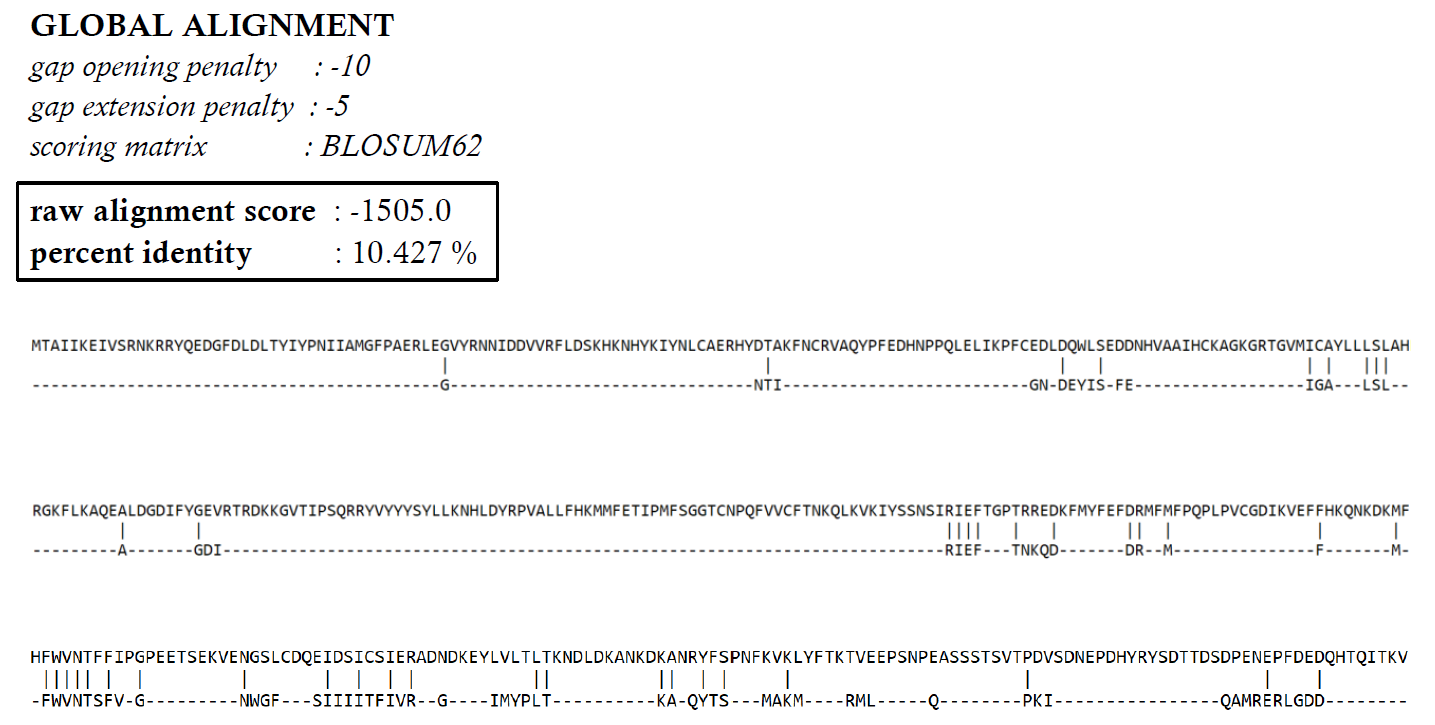 GLOBAL ALIGNMENT
gap opening penalty : -10
gap extension penalty : -5
scoring matrix : BLOSUM62
raw alignment score : -1505.0
percent identity : 10.427 %
MTAIIKEIVSRNKRRYQEDGFDLDLTYIYPNIIAMGFPAERLEGVYRNNIDDVVRFLDSKHKNHYKIYNLCAERHYDTAKFNCRVAQYPFEDHNPPQLELIKPFCEDLDQWLSEDDNHVAAIHCKAGKGRTGVMICAYLLLSLAH
-------------------------------------------G--------------------------------NTI--------------------------GN-DEYIS-FE------------------IGA---LSL--
RGKFLKAQEALDGDIFYGEVRTRDKKGVTIPSQRRYVYYYSYLLKNHLDYRPVALLFHKMMFETIPMFSGGTCNPQFVVCFTNKQLKVKIYSSNSIRIEFTGPTRREDKFMYFEFDRMFMFPQPLPVCGDIKVEFFHKQNKDKMF
---------A-------GDI----------------------------------------------------------------------------RIEF---TNKQD-------DR--M---------------F-------M-
HFWVNTFFIPGPEETSEKVENGSLCDQEIDSICSIERADNDKEYLVLTLTKNDLDKANKDKANRYFSPNFKVKLYFTKTVEEPSNPEASSSTSVTPDVSDNEPDHYRYSDTTDSDPENEPFDEDQHTQITKV
-FWVNTSFV-G---------NWGF---SIIIITFIVR--G----IMYPLT----------KA-QYTS---MAKM---RML------Q--------PKI----------------QAMRERLGDD--------